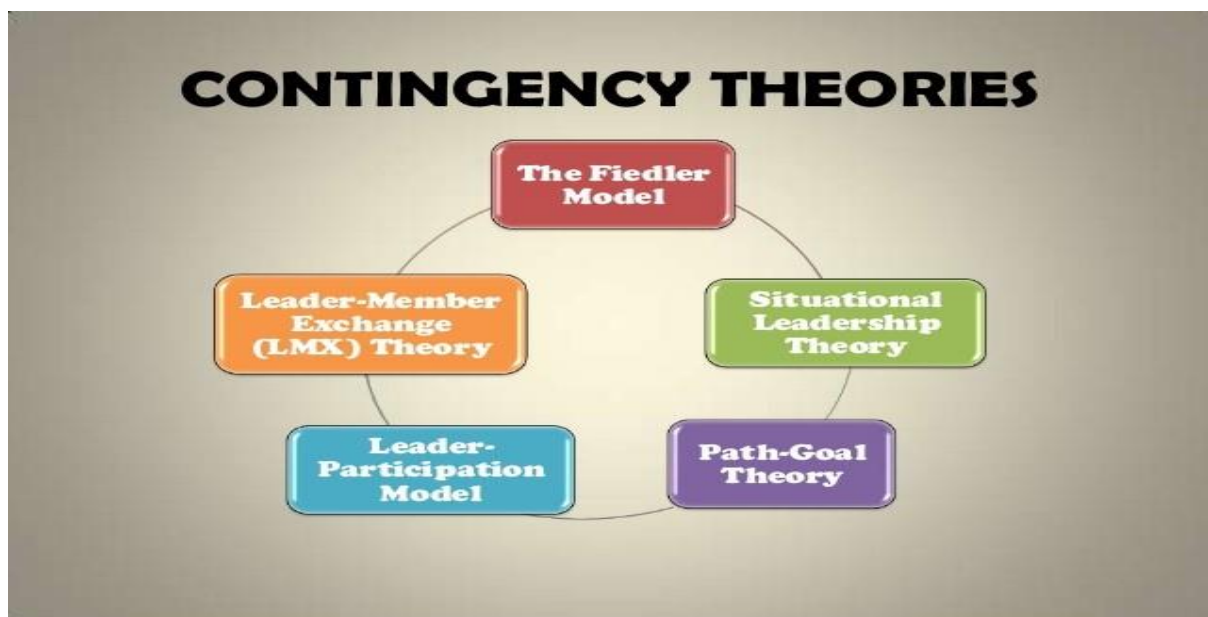 CONTINGENCY THEORIES
The Fiedler
Model
Situational
Leadership
Theory
Path-Goal
Theory
Leader-
Participation
Model
Leader-Member
Exchange
(LMX) Theory